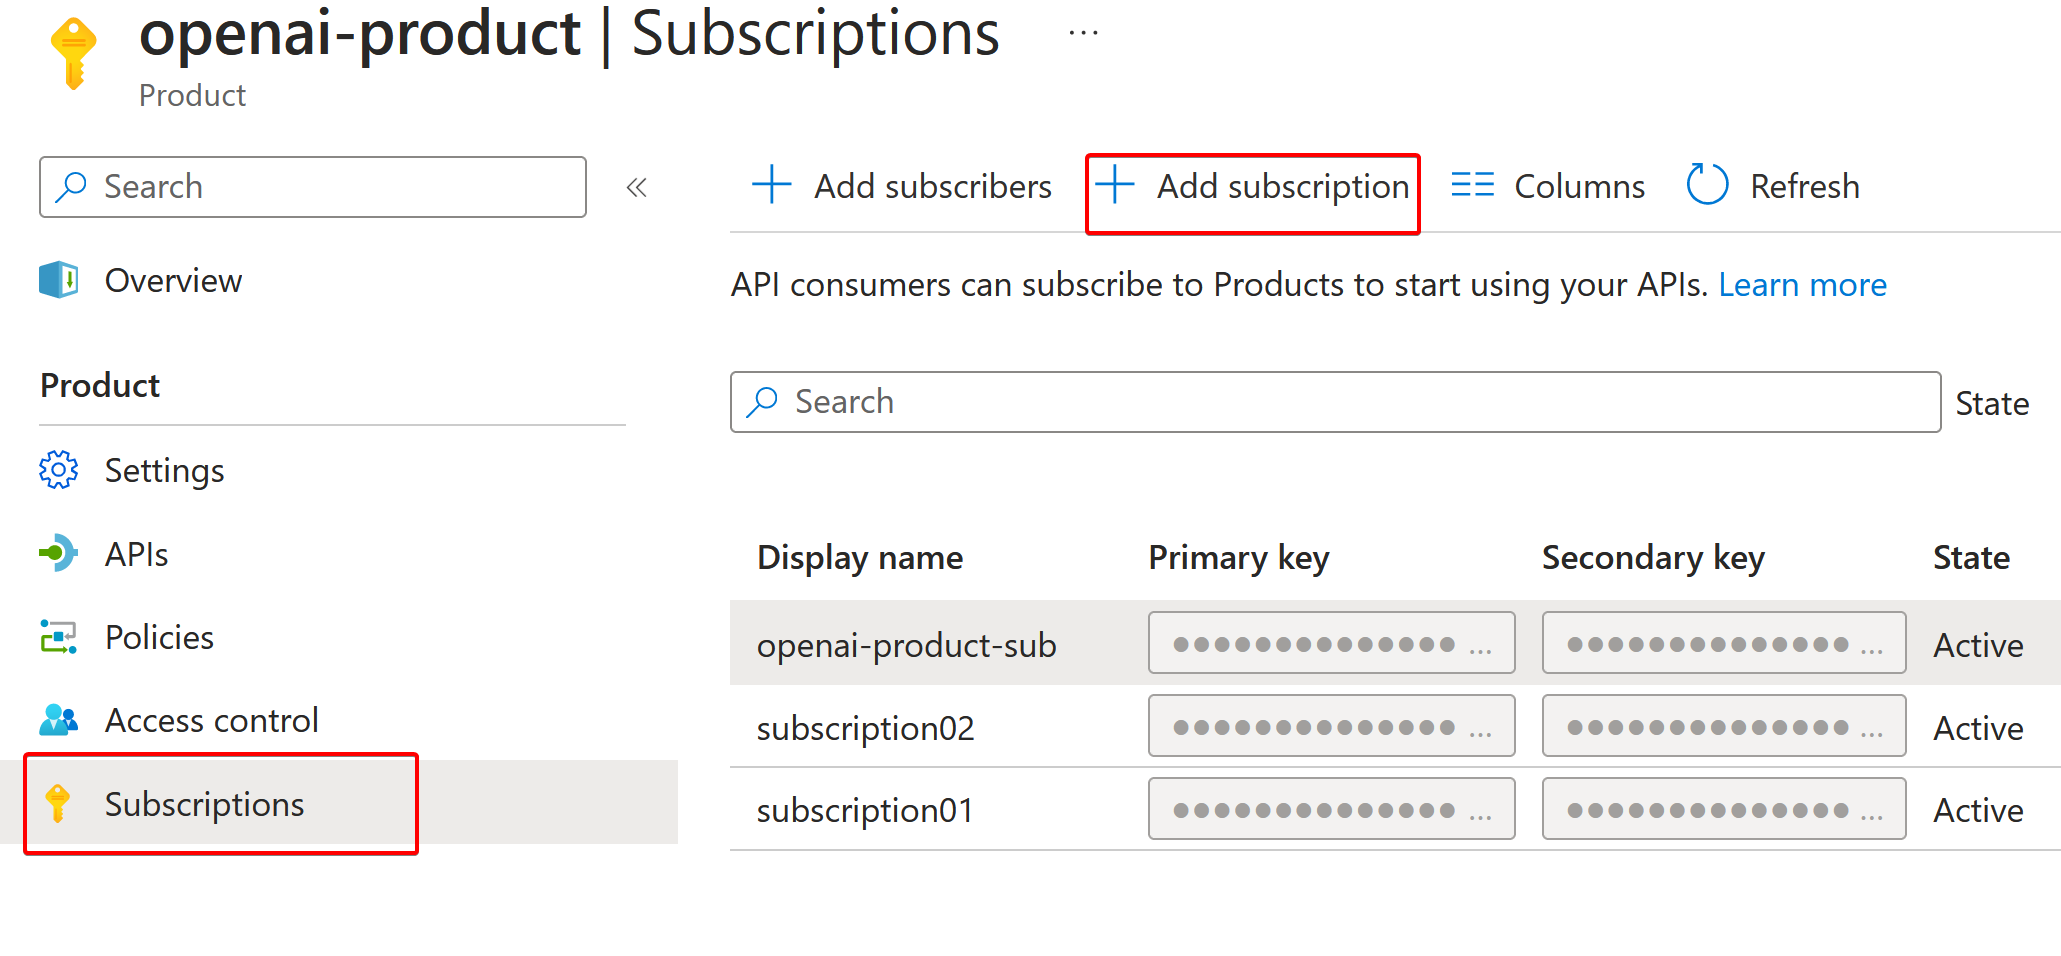 openai-product | Subscriptions ...
Product
Search
Overview
Product
Settings
APIs
Policies
Access control
Subscriptions
Add subscribers Add subscription Columns Refresh
API consumers can subscribe to Products to start using your APIs. Learn more
Search State
Display name Primary key Secondary key State
openai-product-sub ●●●●●●●●●●●●●● ... ●●●●●●●●●●●●●● ... Active
subscription02 ●●●●●●●●●●●●●● ... ●●●●●●●●●●●●●● ... Active
subscription01 ●●●●●●●●●●●●●● ... ●●●●●●●●●●●●●● ... Active